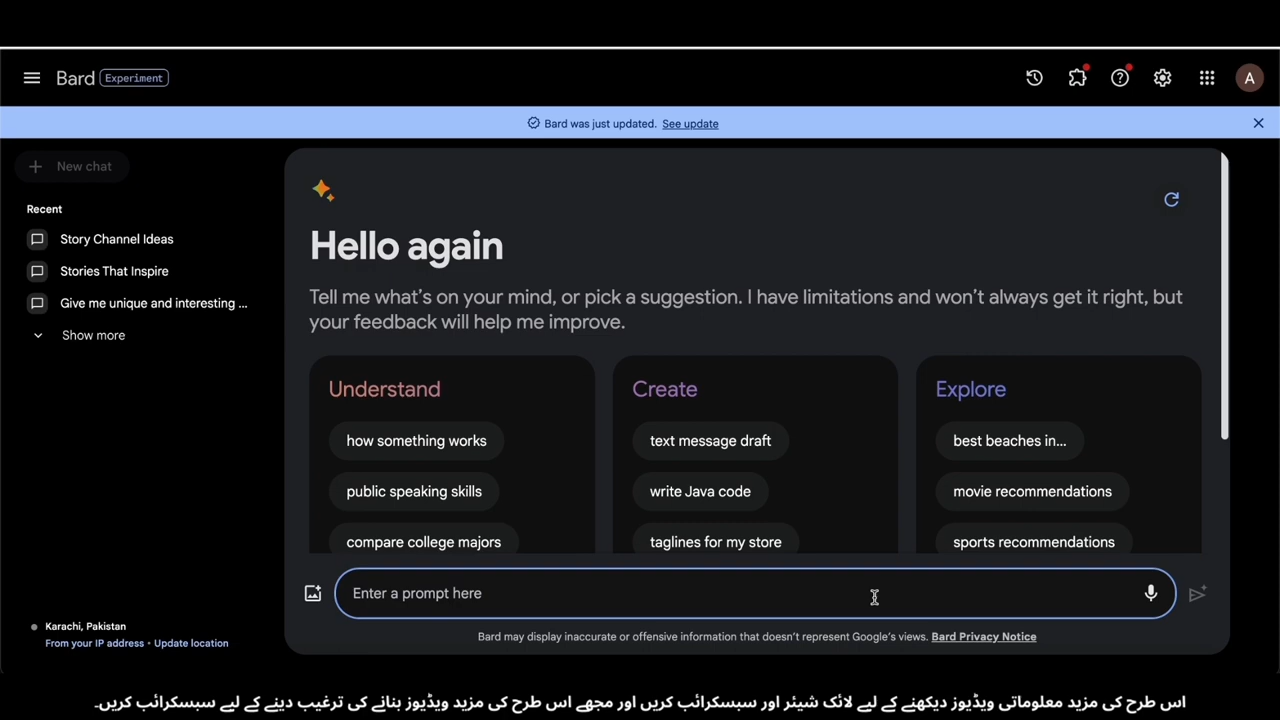 Bard Experiment
A
Bard was just updated. See update
New chat
Recent
Story Channel Ideas
Stories That Inspire
Give me unique and interesting ...
Show more
Hello again
Tell me what's on your mind, or pick a suggestion. I have limitations and won't always get it right, but
your feedback will help me improve.
Understand
how something works
public speaking skills
compare college majors
Create
text message draft
write Java code
taglines for my store
Explore
best beaches in...
movie recommendations
sports recommendations
Enter a prompt here
Bard may display inaccurate or offensive information that doesn't represent Google's views. Bard Privacy Notice
Karachi, Pakistan
From your IP address • Update location
اس طرح کی مزید معلوماتی ویڈیوز دیکھنے کے لیے لائک شیئر اور سبسکرائب کریں اور مجھے اس طرح کی مزید ویڈیوز بنانے کی ترغیب دینے کے لیے سبسکرائب کریں۔